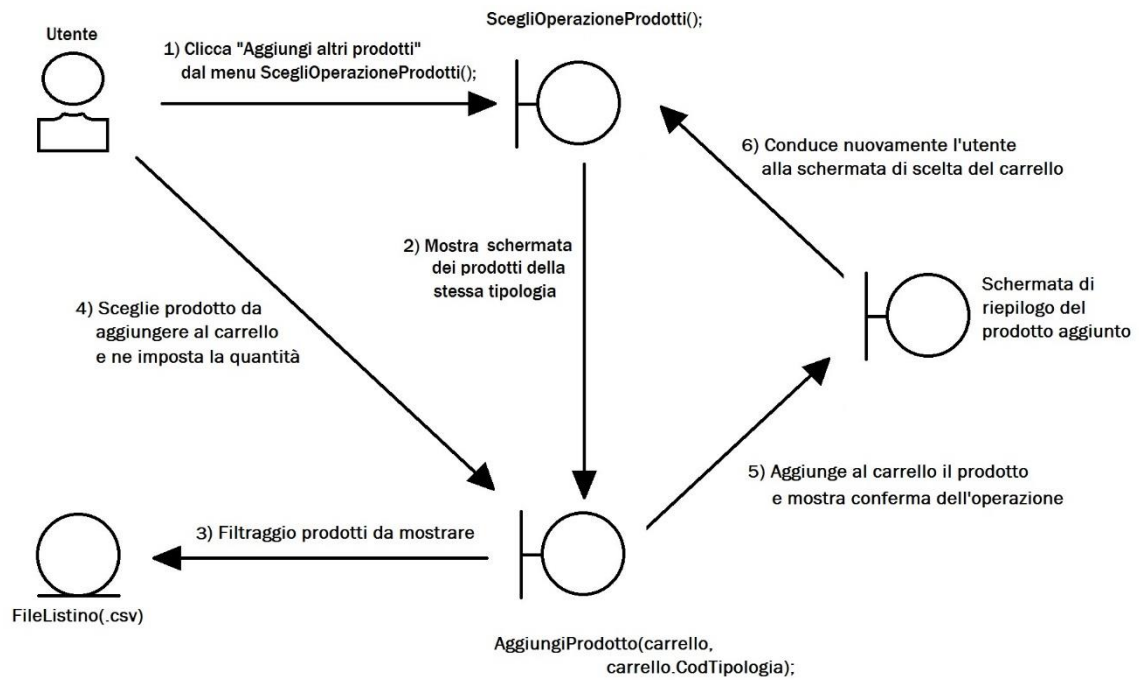 ScegliOperazioneProdotti();
Utente
1) Clicca "Aggiungi altri prodotti"
dal menu ScegliOperazioneProdotti();
6) Conduce nuovamente l'utente
alla schermata di scelta del carrello
2) Mostra schermata
dei prodotti della
stessa tipologia
4) Sceglie prodotto da
aggiungere al carrello
e ne imposta la quantità
Schermata di
riepilogo del
prodotto aggiunto
5) Aggiunge al carrello il prodotto
e mostra conferma dell'operazione
3) Filtraggio prodotti da mostrare
FileListino(.csv)
AggiungiProdotto(carrello,
carrello.CodTipologia);